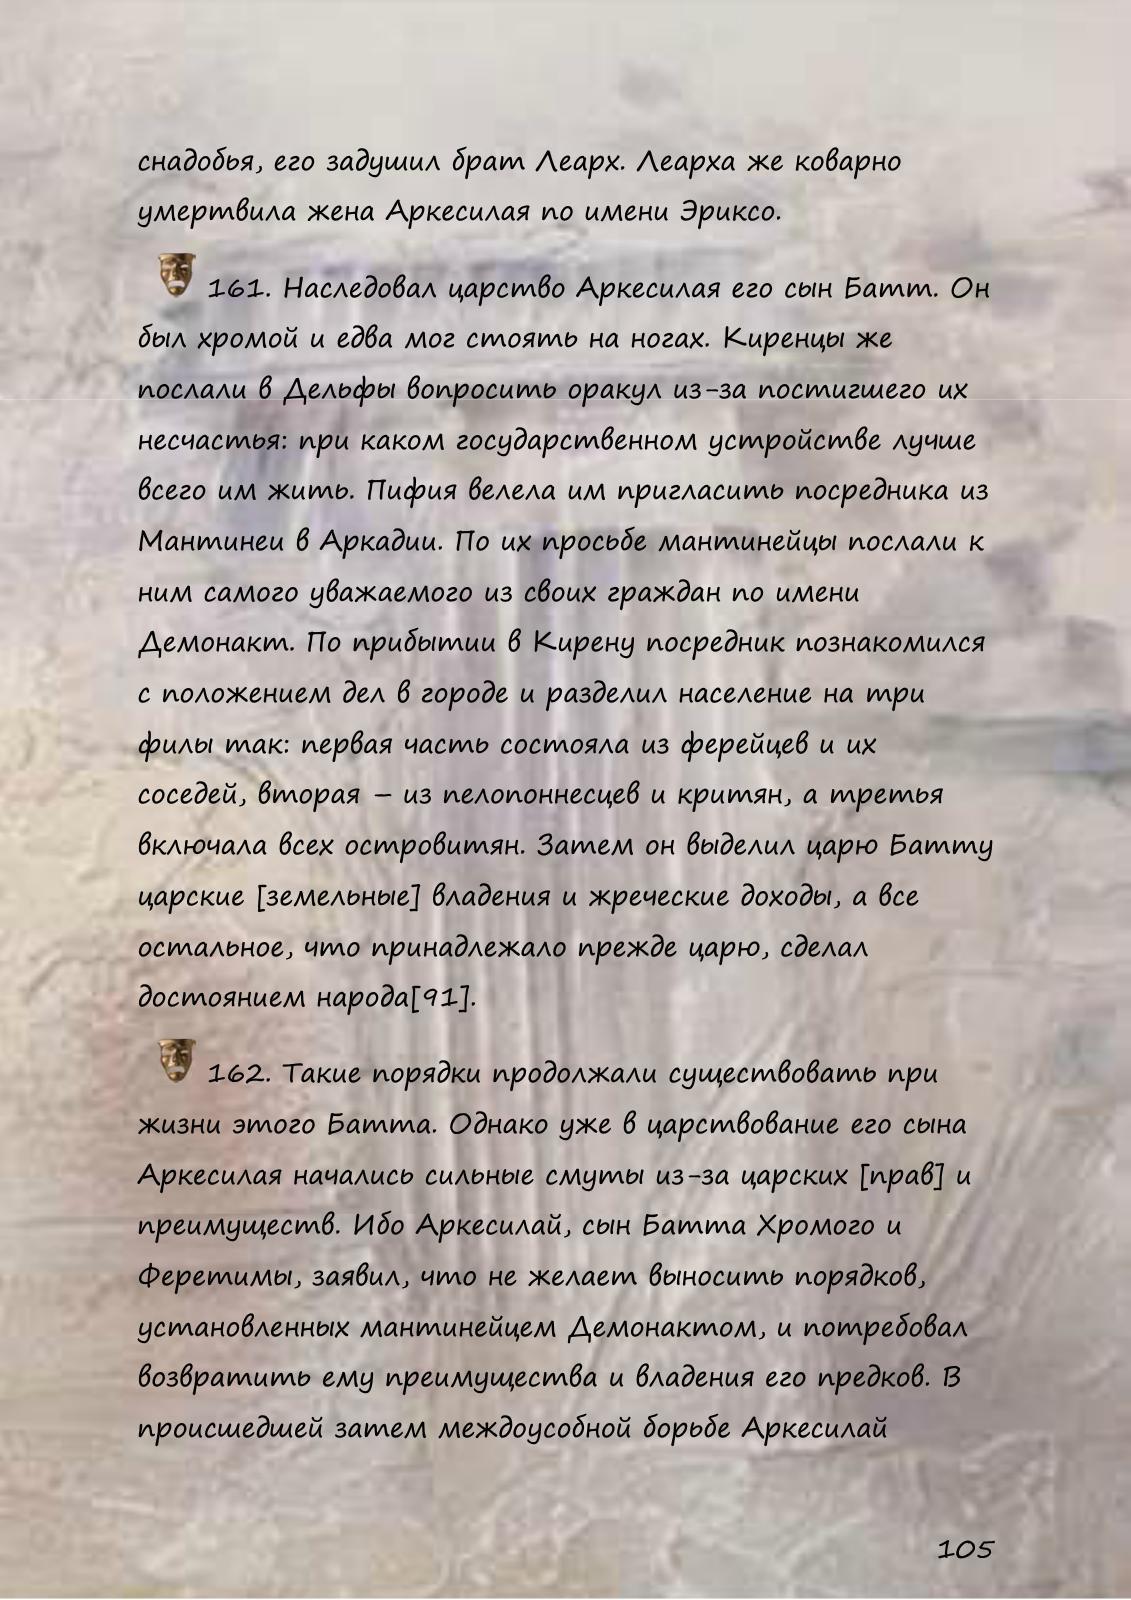 снадобья, его задушил брат Леарх. Леарха же коварно
умертвила жена Аркесилая по имени Эриксо.
161. Наследовал царство Аркесилая его сын Батт. Он
был хромой и едва мог стоять на ногах. Киренцы же
послали в Дельфы вопросить оракул из-за постигшего их
несчастья: при каком государственном устройстве лучше
всего им жить. Пифия велела им пригласить посредника из
Мантинеи в Аркадии. По их просьбе мантинейцы послали к
ним самого уважаемого из своих граждан по имени
Демонакт. По прибытии в Кирену посредник познакомился
с положением дел в городе и разделил население на три
филы так: первая часть состояла из ферейцев и их
соседей, вторая – из пелопоннесцев и критян, а третья
включала всех островитян. Затем он выделил царю Батту
царские [земельные] владения и жреческие доходы, а все
остальное, что принадлежало прежде царю, сделал
достоянием народа[91].
162. Такие порядки продолжали существовать при
жизни этого Батта. Однако уже в царствование его сына
Аркесилая начались сильные смуты из-за царских [прав] и
преимуществ. Ибо Аркесилай, сын Батта Хромого и
Феретимы, заявил, что не желает выносить порядков,
установленных мантинейцем Демонактом, и потребовал
возвратить ему преимущества и владения его предков. В
происшедшей затем междоусобной борьбе Аркесилай
105